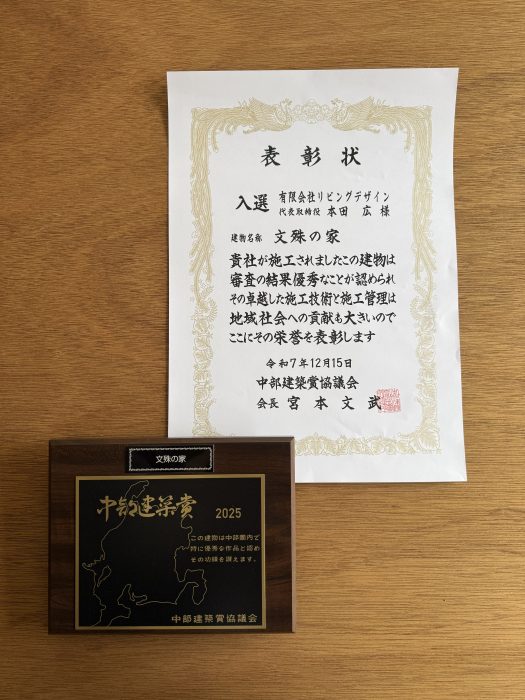 表彰状
入選 有限会社リビングデザイン
代表取締役 本田 広 様
建物名称 文殊の家
貴社が施工されましたこの建物は
審査の結果優秀なことが認められ
その卓越した施工技術と施工管理は
地域社会への貢献も大きいので
ここにその栄誉を表彰します
令和7年12月15日
中部建築賞協議会
会長 宮本文武
文殊の家
中部建築賞 2025
この建物は中部圏内で
特に優秀な作品と認め
その功績を讃えます。
中部建築賞協議会